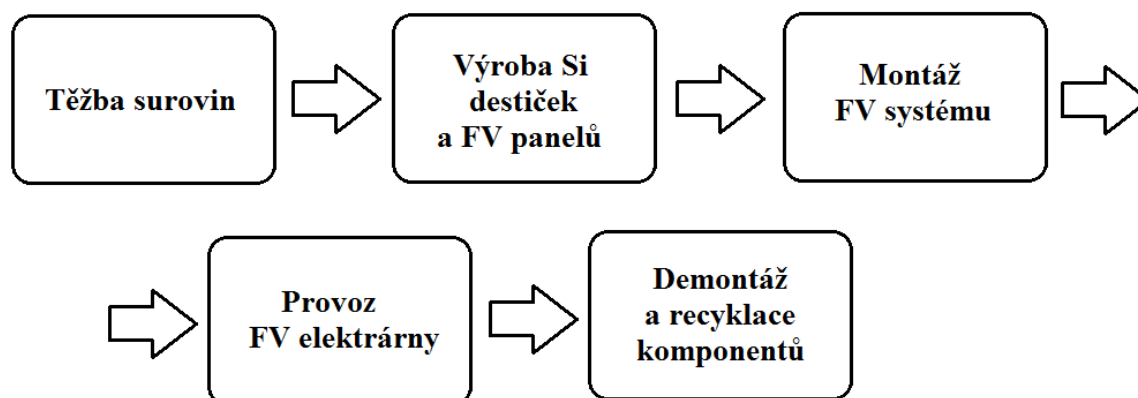 Těžba surovin
Výroba Si
destiček
a FV panelů
Montáž
FV systému
Provoz
FV elektrárny
Demontáž
a recyklace
komponentů